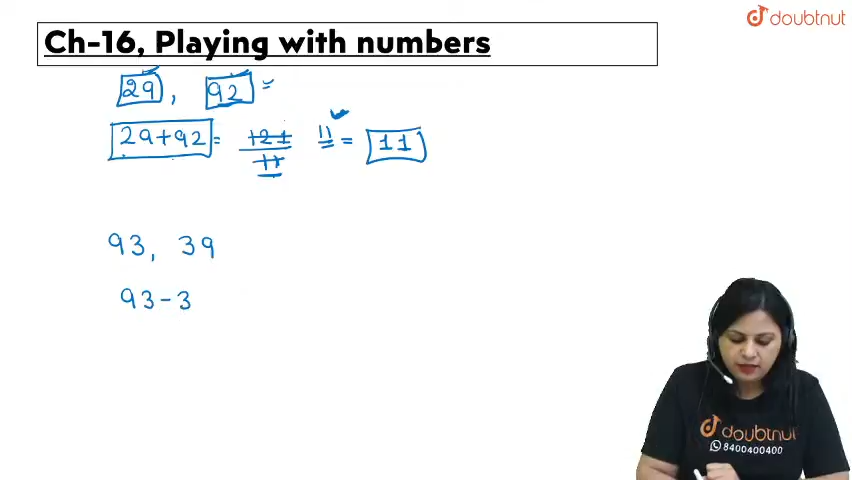 doubtnut
Ch-16, Playing with numbers
29, 92 =
29+92 = 121/11 11 = 11
93, 39
93-3
doubtnut
8400400400